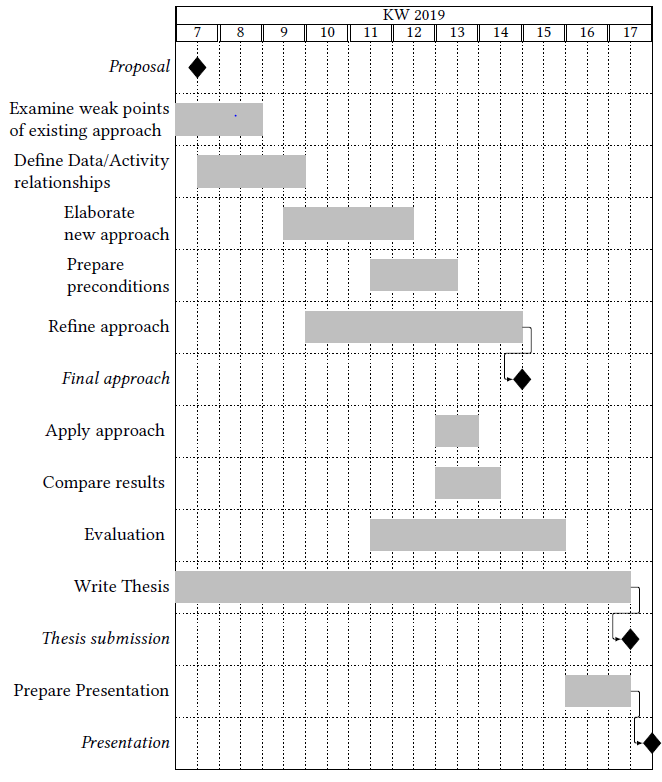 KW 2019
7 8 9 10 11 12 13 14 15 16 17
Proposal
Examine weak points
of existing approach
Define Data/Activity
relationships
Elaborate
new approach
Prepare
preconditions
Refine approach
Final approach
Apply approach
Compare results
Evaluation
Write Thesis
Thesis submission
Prepare Presentation
Presentation